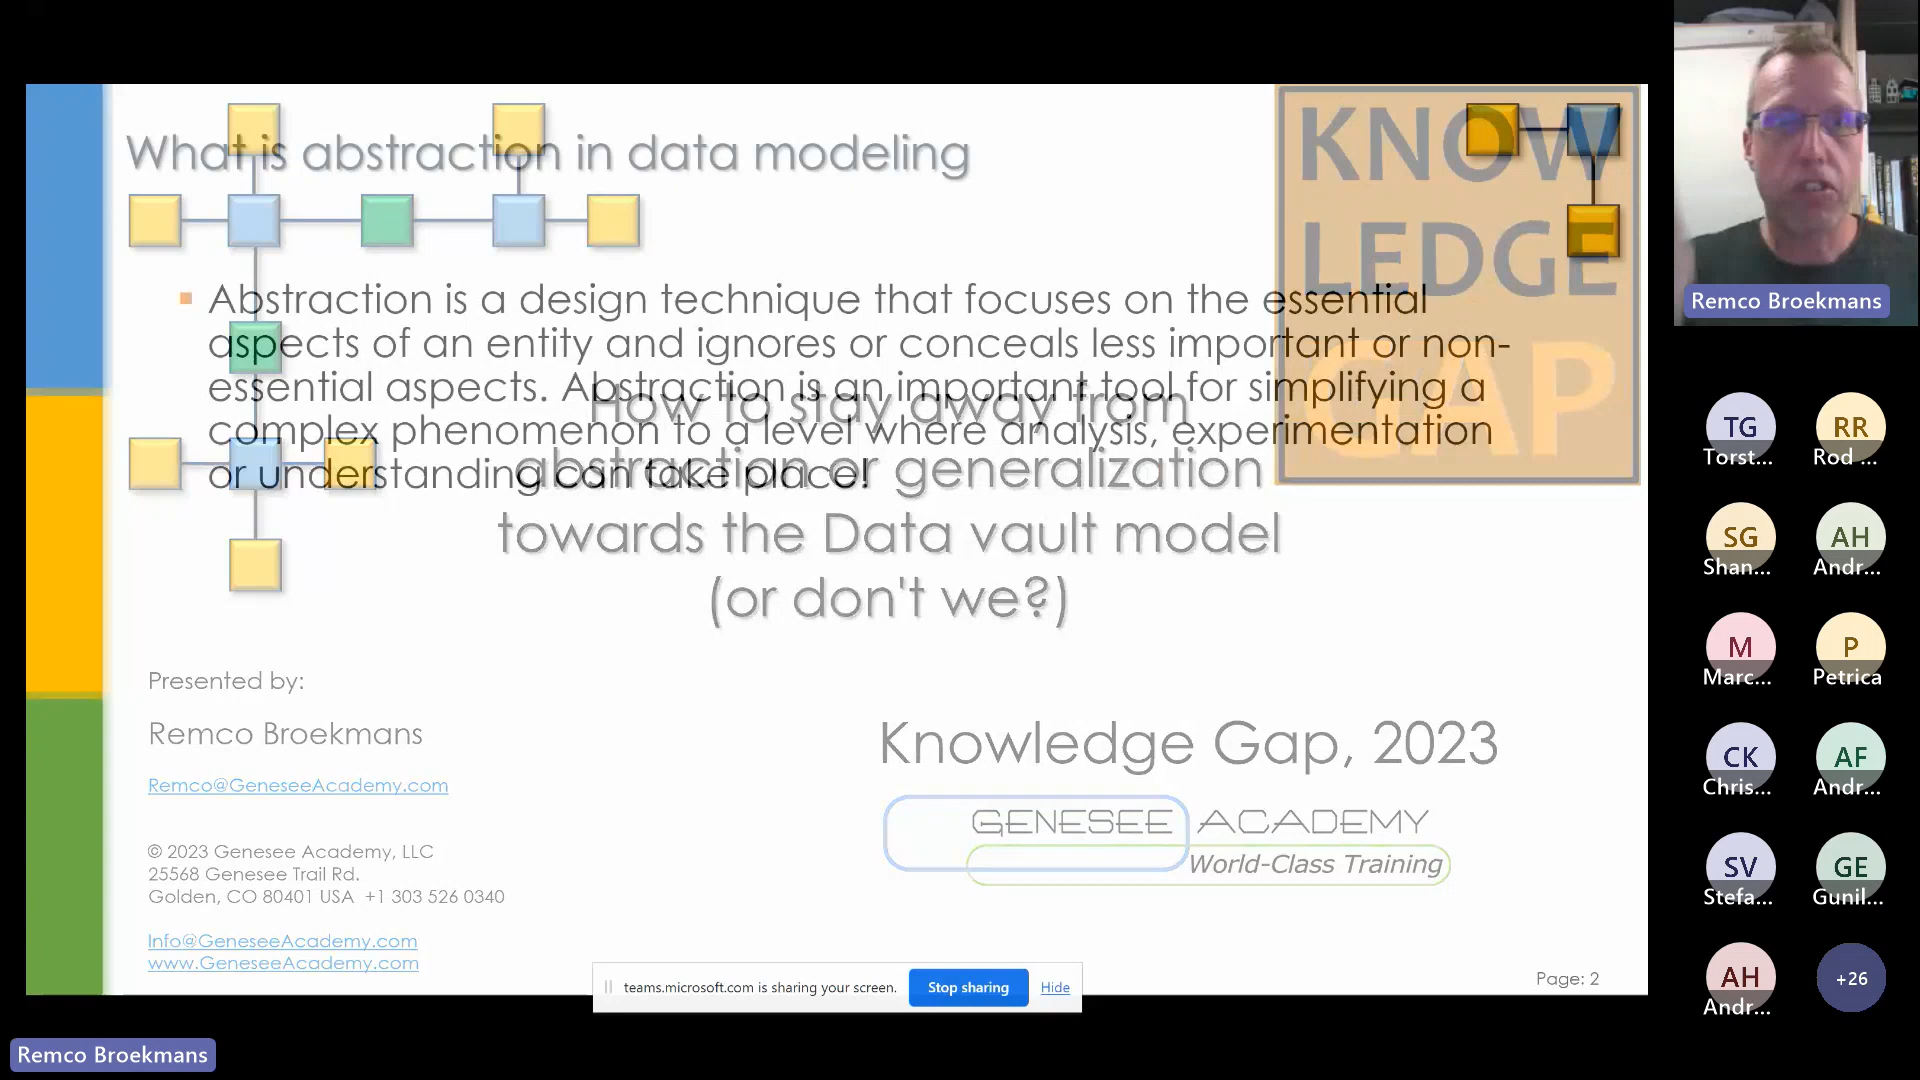 What is abstraction in data modeling
KNOW
LEDGE
GAP
Abstraction is a design technique that focuses on the essential
aspects of an entity and ignores or conceals less important or non-
essential aspects. Abstraction is an important tool for simplifying a
complex phenomenon to a level where analysis, experimentation
or understanding can take place!
How to stay away from
abstraction or generalization
towards the Data vault model
(or don't we?)
Presented by:
Remco Broekmans
Remco@GeneseeAcademy.com
© 2023 Genesee Academy, LLC
25568 Genesee Trail Rd.
Golden, CO 80401 USA +1 303 526 0340
Info@GeneseeAcademy.com
www.GeneseeAcademy.com
Knowledge Gap, 2023
GENESEE ACADEMY
World-Class Training
Page: 2
teams.microsoft.com is sharing your screen.
Stop sharing
Hide
Remco Broekmans
Remco Broekmans
TG
Torst...
RR
Rod ...
SG
Shan...
AH
Andr...
M
Marc...
P
Petrica
CK
Chris...
AF
Andr...
SV
Stefa...
GE
Gunil...
AH
Andr...
+26